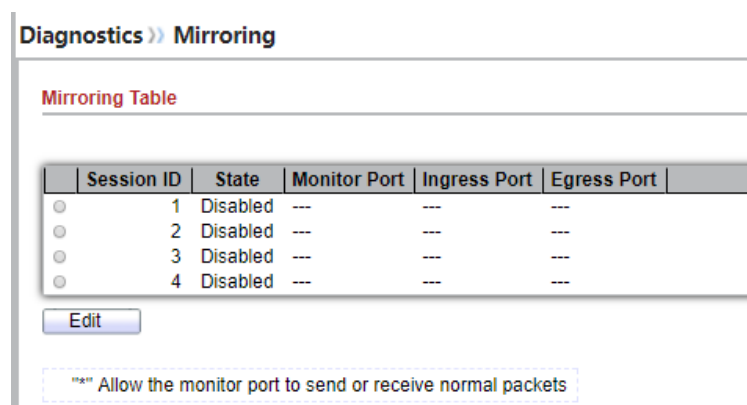 Diagnostics » Mirroring
Mirroring Table
Session ID State Monitor Port Ingress Port Egress Port
1 Disabled --- --- ---
2 Disabled --- --- ---
3 Disabled --- --- ---
4 Disabled --- --- ---
Edit
"*" Allow the monitor port to send or receive normal packets